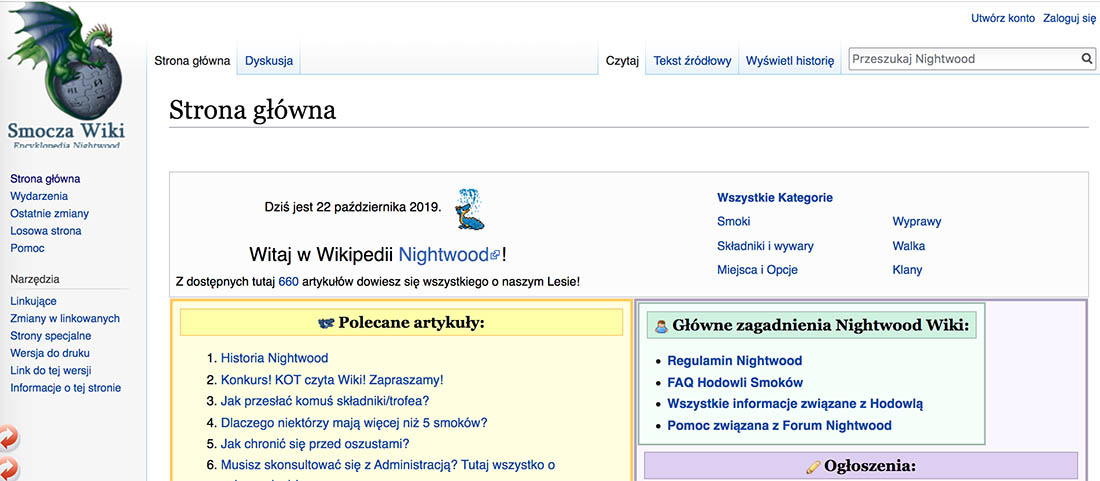 Utwórz konto Zaloguj się
Strona główna Dyskusja Czytaj Tekst źródłowy Wyświetl historię Przeszukaj Nightwood
Smocza Wiki
Encyklopedia Nightwood
Strona główna
Wydarzenia
Ostatnie zmiany
Losowa strona
Pomoc
Narzędzia
Linkujące
Zmiany w linkowanych
Strony specjalne
Wersja do druku
Link do tej wersji
Informacje o tej stronie
Strona główna
Dziś jest 22 października 2019.
Witaj w Wikipedii Nightwood!
Z dostępnych tutaj 660 artykułów dowiesz się wszystkiego o naszym Lesie!
Wszystkie Kategorie
Smoki Wyprawy
Składniki i wywary Walka
Miejsca i Opcje Klany
Polecane artykuły:
1. Historia Nightwood
2. Konkurs! KOT czyta Wiki! Zapraszamy!
3. Jak przesłać komuś składniki/trofea?
4. Dlaczego niektórzy mają więcej niż 5 smoków?
5. Jak chronić się przed oszustami?
6. Musisz skonsultować się z Administracją? Tutaj wszystko o
Główne zagadnienia Nightwood Wiki:
• Regulamin Nightwood
• FAQ Hodowli Smoków
• Wszystkie informacje związane z Hodowlą
• Pomoc związana z Forum Nightwood
Ogłoszenia: